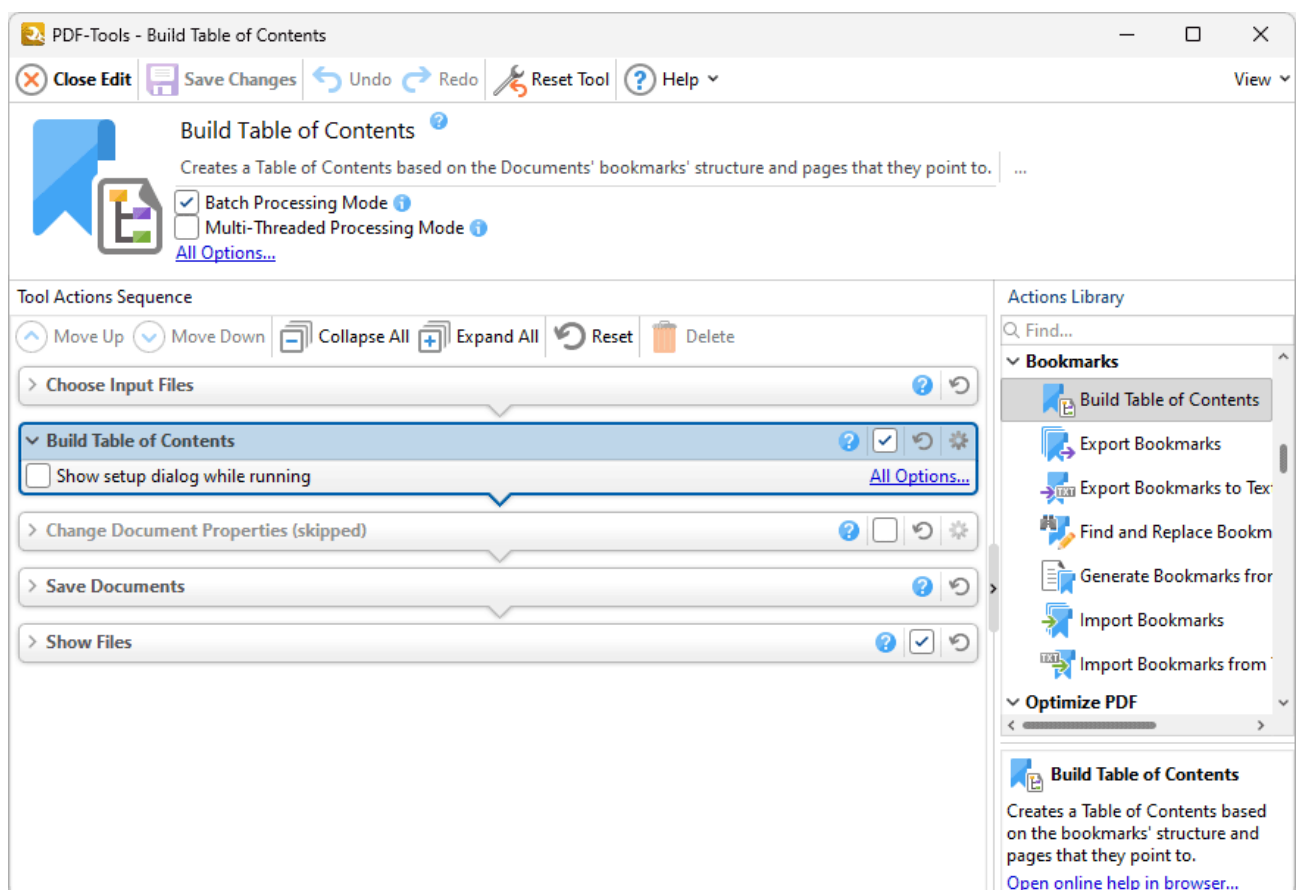 PDF-Tools - Build Table of Contents
Close Edit Save Changes Undo Redo Reset Tool Help View
Build Table of Contents
Creates a Table of Contents based on the Documents' bookmarks' structure and pages that they point to. ...
Batch Processing Mode
Multi-Threaded Processing Mode
All Options...
Tool Actions Sequence
Move Up Move Down Collapse All Expand All Reset Delete
Choose Input Files
Build Table of Contents
Show setup dialog while running All Options...
Change Document Properties (skipped)
Save Documents
Show Files
Actions Library
Find...
Bookmarks
Build Table of Contents
Export Bookmarks
Export Bookmarks to Tex
Find and Replace Bookm
Generate Bookmarks fror
Import Bookmarks
Import Bookmarks from
Optimize PDF
Build Table of Contents
Creates a Table of Contents based
on the bookmarks' structure and
pages that they point to.
Open online help in browser...